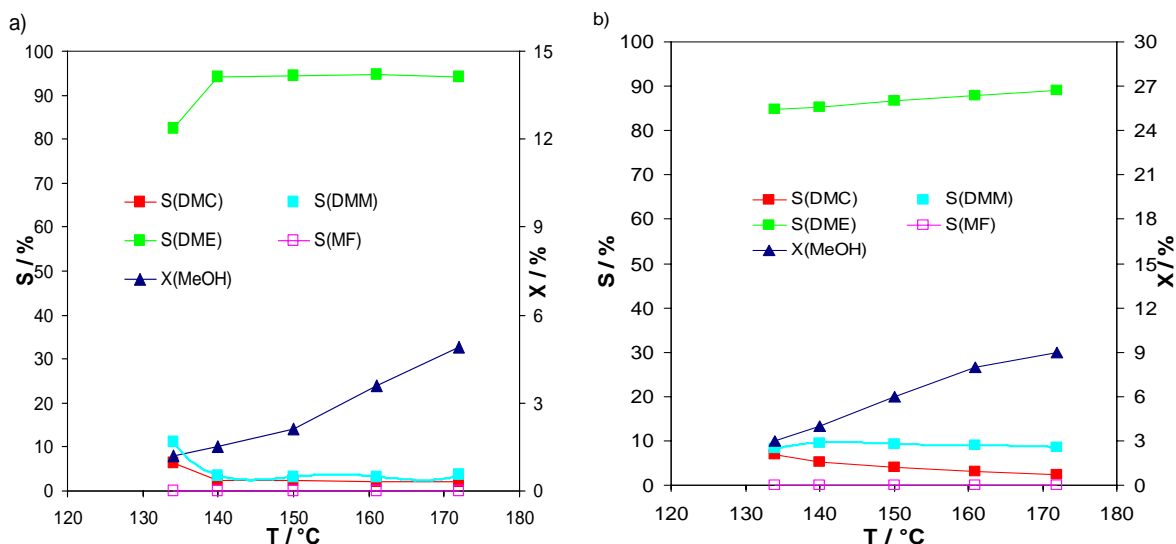 a)
100
90
80
70
60
50
40
30
20
10
0
S / %
15
12
9
6
3
0
X / %
S(DMC)
S(DMM)
S(DME)
S(MF)
X(MeOH)
120
130
140
150
160
170
180
T / °C
b)
100
90
80
70
60
50
40
30
20
10
0
S / %
30
27
24
21
18
15
12
9
6
3
0
X / %
S(DMC)
S(DMM)
S(DME)
S(MF)
X(MeOH)
120
130
140
150
160
170
180
T / °C